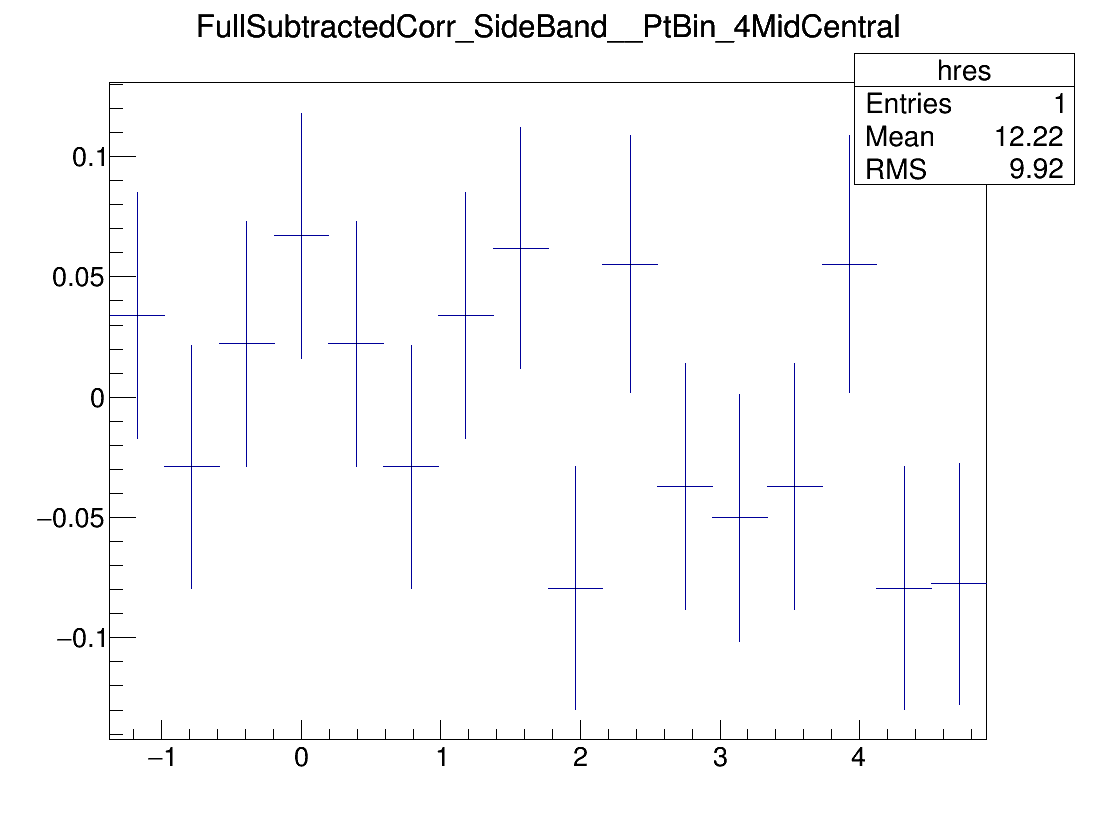 FullSubtractedCorr_SideBand__PtBin_4MidCentral
hres
Entries 1
Mean 12.22
RMS 9.92
0.1
0.05
0
−0.05
−0.1
−1 0 1 2 3 4